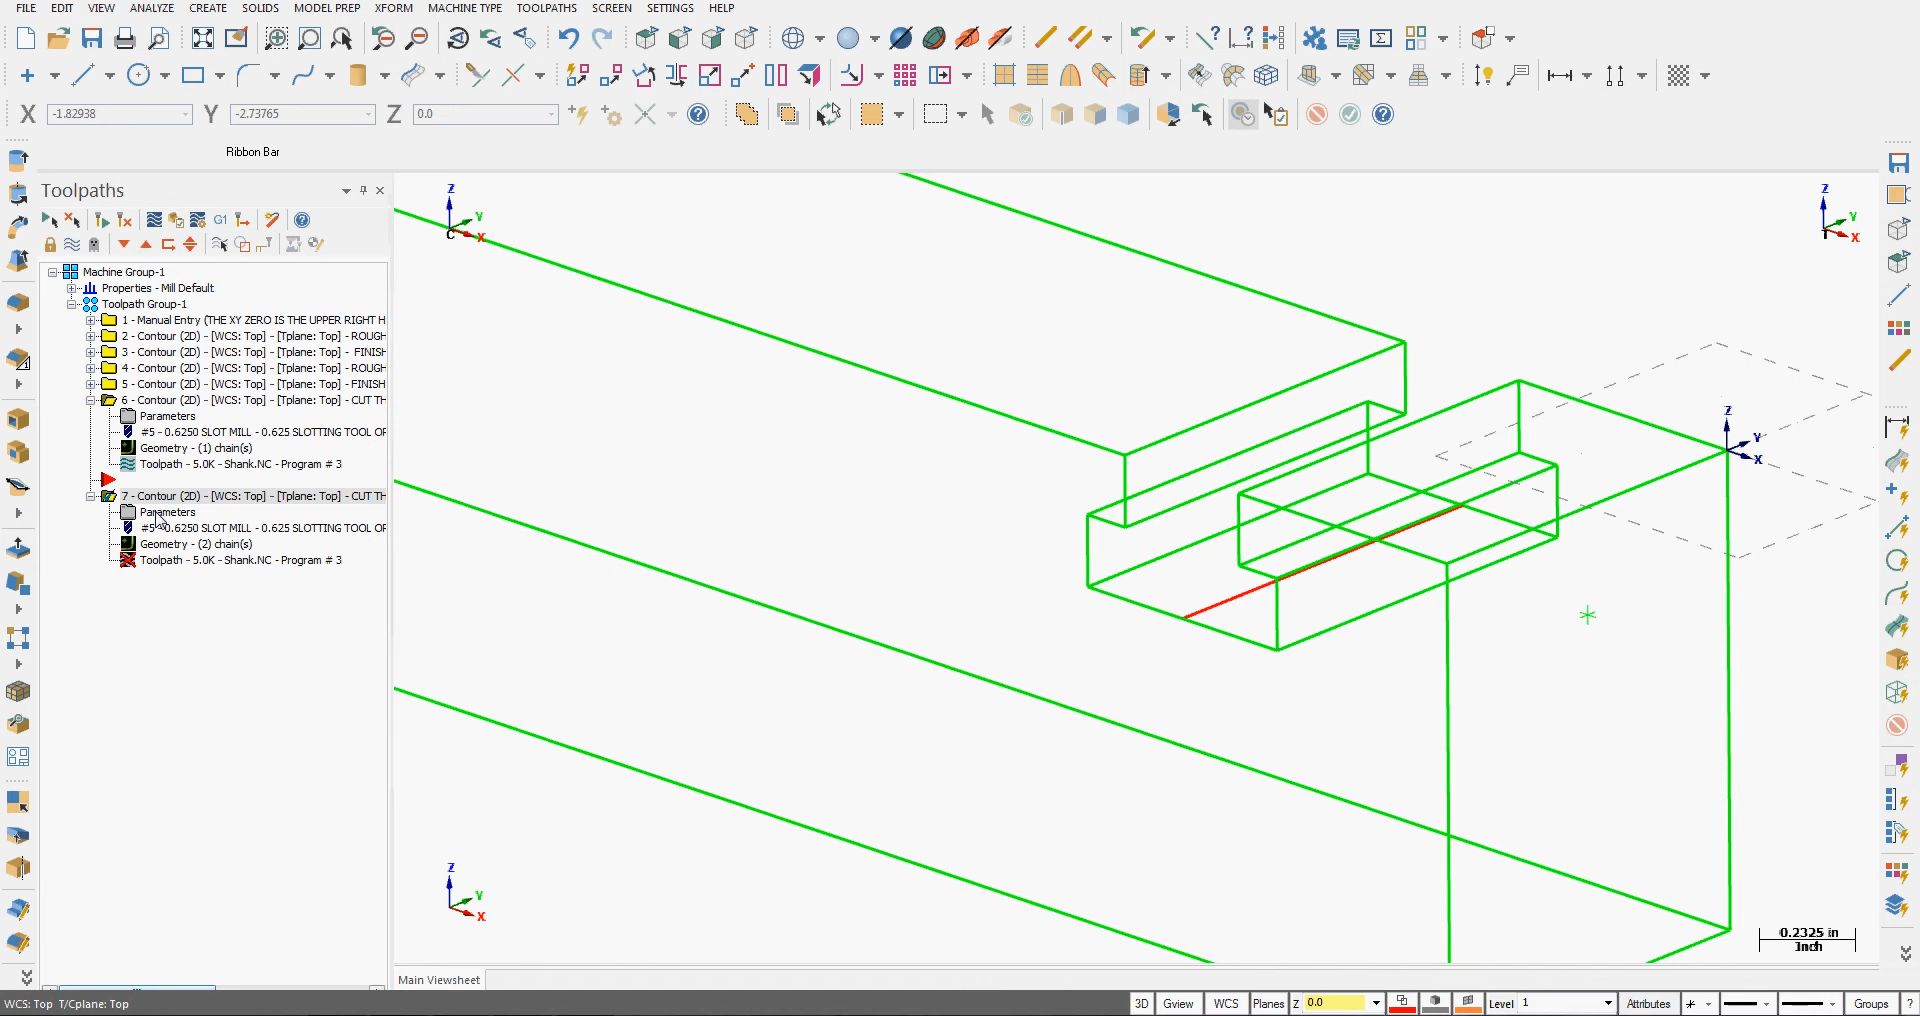 FILE EDIT VIEW ANALYZE CREATE SOLIDS MODEL PREP XFORM MACHINE TYPE TOOLPATHS SCREEN SETTINGS HELP
X -1.82938 Y -2.73765 Z 0.0
Ribbon Bar
Toolpaths
G1
Machine Group-1
Properties - Mill Default
Toolpath Group-1
1 - Manual Entry (THE XY ZERO IS THE UPPER RIGHT H
2 - Contour (2D) - [WCS: Top] - [Tplane: Top] - ROUGH
3 - Contour (2D) - [WCS: Top] - [Tplane: Top] - FINISH
4 - Contour (2D) - [WCS: Top] - [Tplane: Top] - ROUGH
5 - Contour (2D) - [WCS: Top] - [Tplane: Top] - FINISH
6 - Contour (2D) - [WCS: Top] - [Tplane: Top] - CUT TH
Parameters
#5 - 0.6250 SLOT MILL - 0.625 SLOTTING TOOL OF
Geometry - (1) chain(s)
Toolpath - 5.0K - Shank.NC - Program # 3
7 - Contour (2D) - [WCS: Top] - [Tplane: Top] - CUT TH
Parameters
#5 - 0.6250 SLOT MILL - 0.625 SLOTTING TOOL OF
Geometry - (2) chain(s)
Toolpath - 5.0K - Shank.NC - Program # 3
Z Y C X
Z Y T X
Z Y X
Z Y X
0.2325 in
Inch
Main Viewsheet
WCS: Top T/Cplane: Top
3D Gview WCS Planes Z 0.0 Level 1 Attributes Groups ?